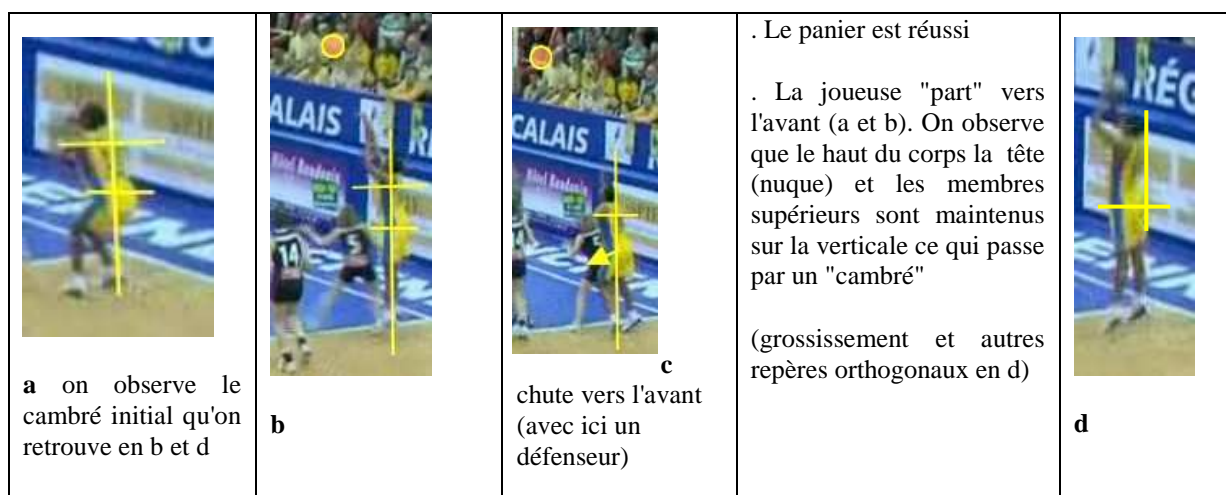 RÉG
ALAIS
R
14
5
CALAIS
5
. Le panier est réussi
. La joueuse "part" vers
l'avant (a et b). On observe
que le haut du corps la tête
(nuque) et les membres
supérieurs sont maintenus
sur la verticale ce qui passe
par un "cambré"
(grossissement et autres
repères orthogonaux en d)
a on observe le
cambré initial qu'on
retrouve en b et d
b
c
chute vers l'avant
(avec ici un
défenseur)
d